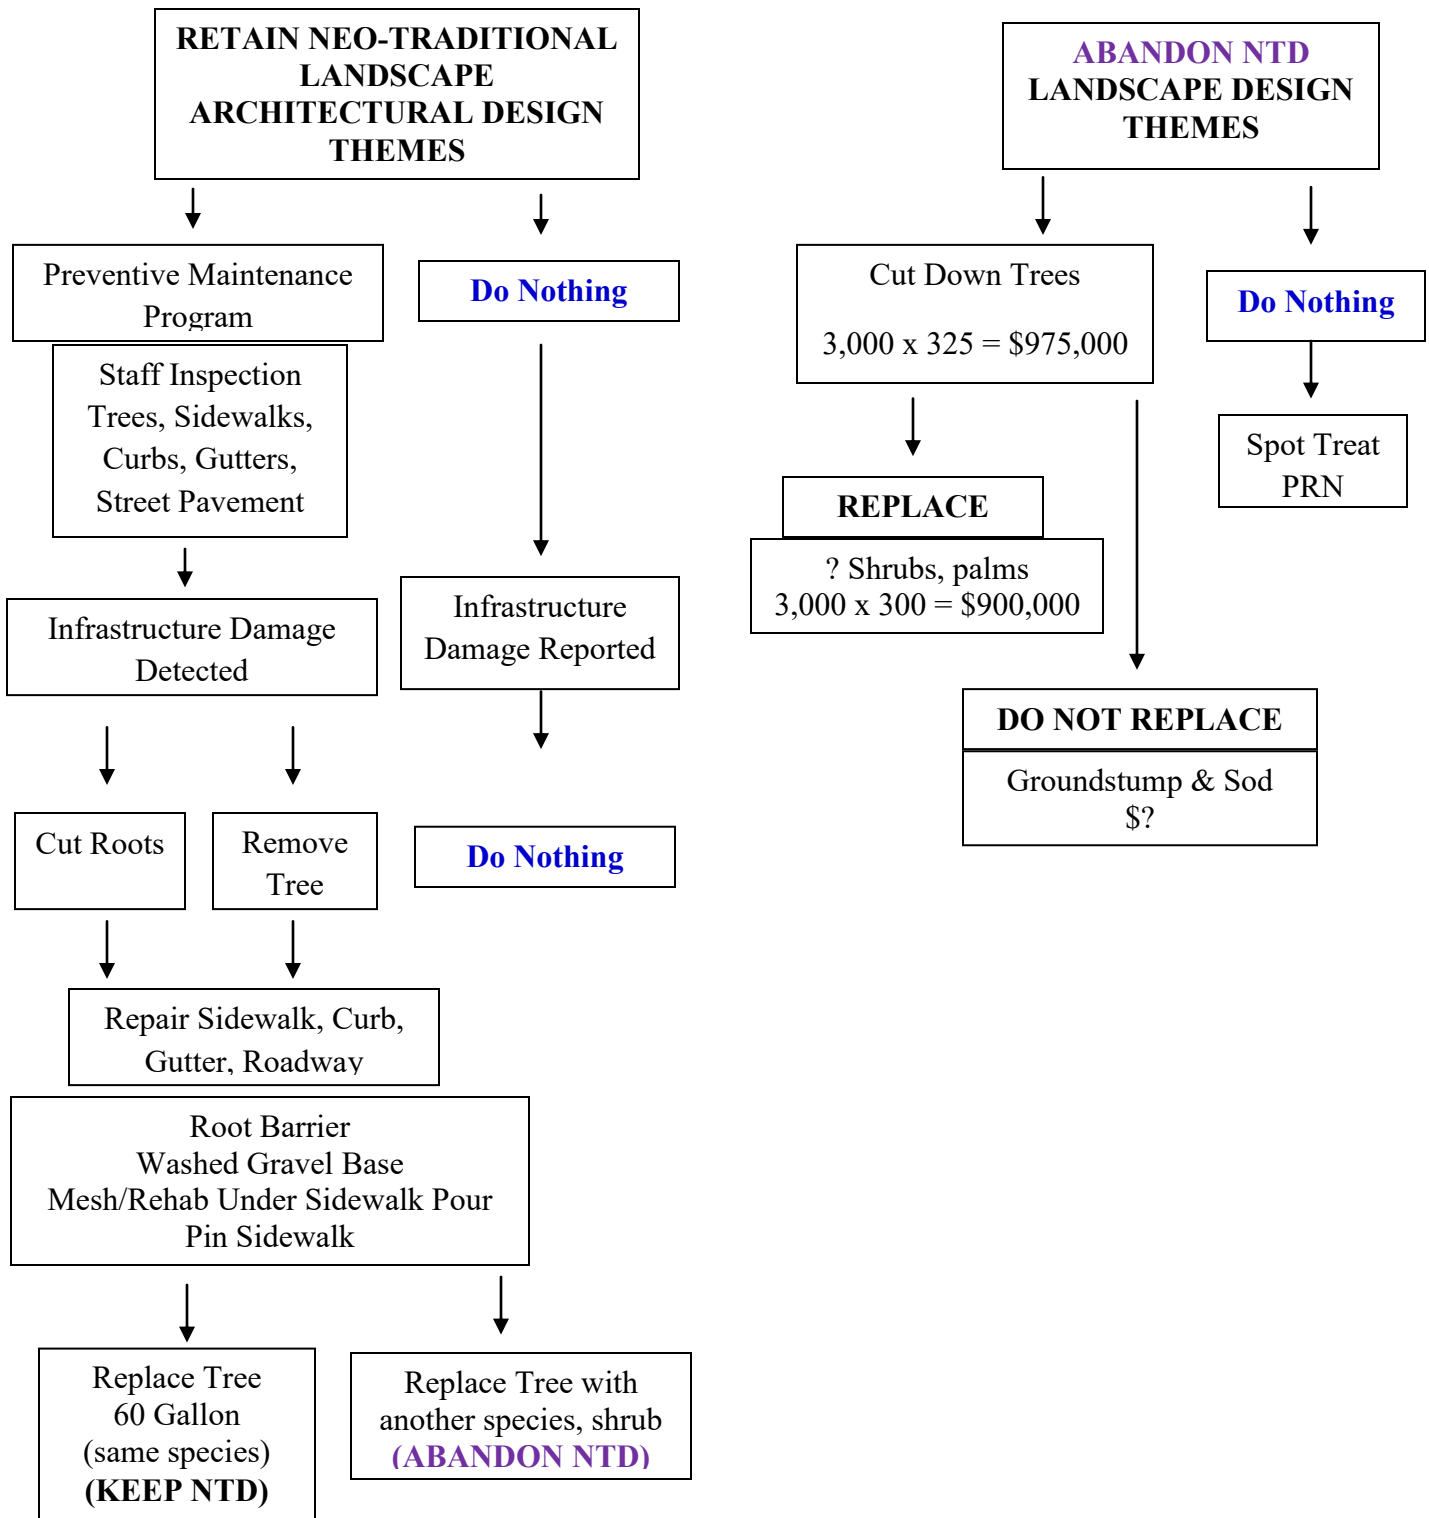 RETAIN NEO-TRADITIONAL
LANDSCAPE
ARCHITECTURAL DESIGN
THEMES
Preventive Maintenance
Program
Staff Inspection
Trees, Sidewalks,
Curbs, Gutters,
Street Pavement
Infrastructure Damage
Detected
Cut Roots
Remove
Tree
Repair Sidewalk, Curb,
Gutter, Roadway
Root Barrier
Washed Gravel Base
Mesh/Rehab Under Sidewalk Pour
Pin Sidewalk
Replace Tree
60 Gallon
(same species)
(KEEP NTD)
Replace Tree with
another species, shrub
(ABANDON NTD)
Do Nothing
Infrastructure
Damage Reported
Do Nothing
ABANDON NTD
LANDSCAPE DESIGN
THEMES
Cut Down Trees
3,000 x 325 = $975,000
REPLACE
? Shrubs, palms
3,000 x 300 = $900,000
DO NOT REPLACE
Groundstump & Sod
$?
Do Nothing
Spot Treat
PRN